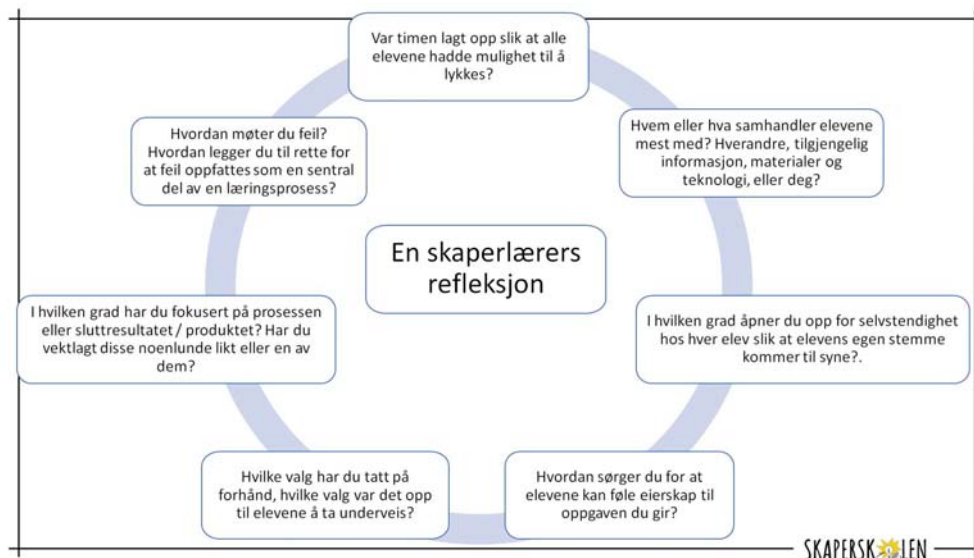 Var timen lagt opp slik at alle
elevene hadde mulighet til å
lykkes?
Hvem eller hva samhandler elevene
mest med? Hverandre, tilgjengelig
informasjon, materialer og
teknologi, eller deg?
I hvilken grad åpner du opp for selvstendighet
hos hver elev slik at elevens egen stemme
kommer til syne?.
Hvordan sørger du for at
elevene kan føle eierskap til
oppgaven du gir?
Hvilke valg har du tatt på
forhånd, hvilke valg var det opp
til elevene å ta underveis?
I hvilken grad har du fokusert på prosessen
eller sluttresultatet / produktet? Har du
vektlagt disse noenlunde likt eller en av
dem?
Hvordan møter du feil?
Hvordan legger du til rette for
at feil oppfattes som en sentral
del av en læringsprosess?
En skaperlærers
refleksjon
SKAPERSKOLEN